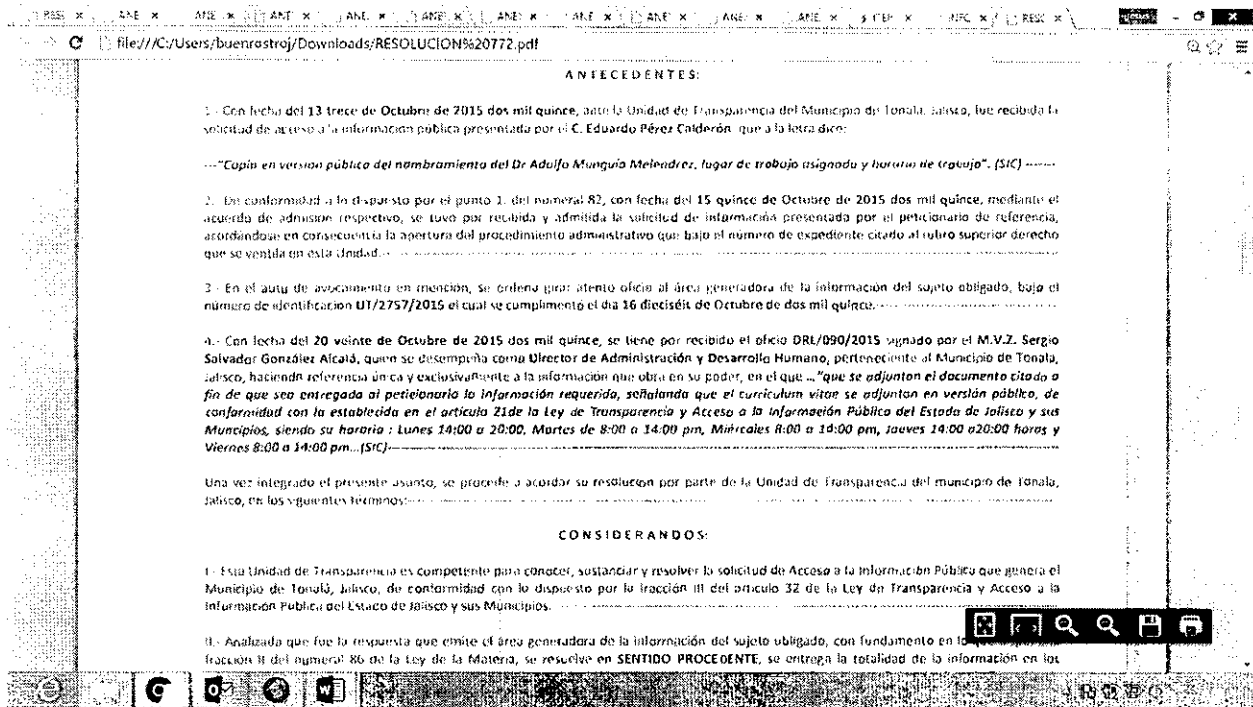 file:///C:/Users/buenrostroj/Downloads/RESOLUCION%20772.pdf
ANTECEDENTES:
1.- Con fecha del 13 trece de Octubre de 2015 dos mil quince, ante la Unidad de Transparencia del Municipio de Tonala, Jalisco, fue recibida la
solicitud de acceso a la información pública presentada por el C. Eduardo Pérez Calderón, que a la letra dice:
---"Copia en versión pública del nombramiento del Dr Adolfo Munguía Melendrez, lugar de trabajo asignado y horario de trabajo". (SIC) -------
2.- De conformidad a lo dispuesto por el punto 1. del numeral 82, con fecha del 15 quince de Octubre de 2015 dos mil quince, mediante el
acuerdo de admisión respectivo, se tuvo por recibida y admitida la solicitud de información presentada por el peticionario de referencia,
acordándose en consecuencia la apertura del procedimiento administrativo que bajo el número de expediente citado al rubro superior derecho
que se ventila en esta Unidad.
3.- En el auto de avocamiento en mención, se ordena girar atento oficio al área generadora de la información del sujeto obligado, bajo el
número de identificación UT/2757/2015 el cual se cumplimentó el día 16 dieciséis de Octubre de dos mil quince.
4.- Con fecha del 20 veinte de Octubre de 2015 dos mil quince, se tiene por recibido el oficio DRL/090/2015 signado por el M.V.Z. Sergio
Salvador González Alcalá, quien se desempeña como Director de Administración y Desarrollo Humano, perteneciente al Municipio de Tonala,
Jalisco, haciendo referencia única y exclusivamente a la información que obra en su poder, en el que ..."que se adjuntan el documento citado a
fin de que sea entregada al peticionario la información requerida, señalando que el curriculum vitae se adjuntan en versión público, de
conformidad con la establecida en el artículo 21de la Ley de Transparencia y Acceso a la Información Pública del Estado de Jalisco y sus
Municipios, siendo su horario : Lunes 14:00 a 20:00, Martes de 8:00 a 14:00 pm, Miércoles 8:00 a 14:00 pm, Jueves 14:00 a20:00 horas y
Viernes 8:00 a 14:00 pm...(SIC)
Una vez integrado el presente asunto, se procede a acordar su resolución por parte de la Unidad de Transparencia del municipio de Tonala,
Jalisco, en los siguientes términos:
CONSIDERANDOS:
I.- Esta Unidad de Transparencia es competente para conocer, sustanciar y resolver la solicitud de Acceso a la Información Pública que genera el
Municipio de Tonalá, Jalisco, de conformidad con lo dispuesto por la fracción III del artículo 32 de la Ley de Transparencia y Acceso a la
Información Pública del Estado de Jalisco y sus Municipios.
II.- Analizada que fue la respuesta que emite el área generadora de la información del sujeto obligado, con fundamento en lo
fracción II del numeral 86 de la Ley de la Materia, se resuelve en SENTIDO PROCEDENTE, se entrega la totalidad de la información en los